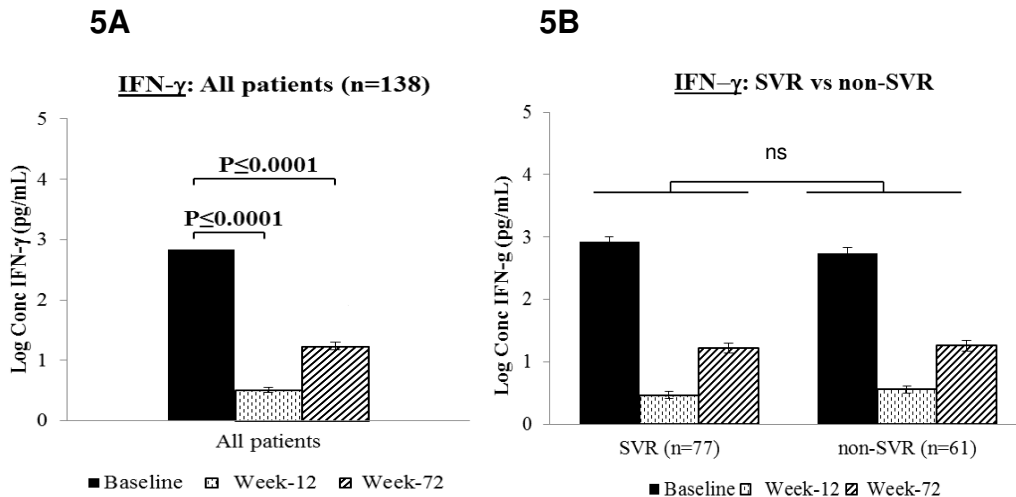 5A
IFN-γ: All patients (n=138)
Log Conc IFN-γ (pg/mL)
5
4
3
2
1
0
P≤0.0001
P≤0.0001
All patients
Baseline Week-12 Week-72
5B
IFN–γ: SVR vs non-SVR
Log Conc IFN-g (pg/mL)
5
4
3
2
1
0
ns
SVR (n=77) non-SVR (n=61)
Baseline Week-12 Week-72